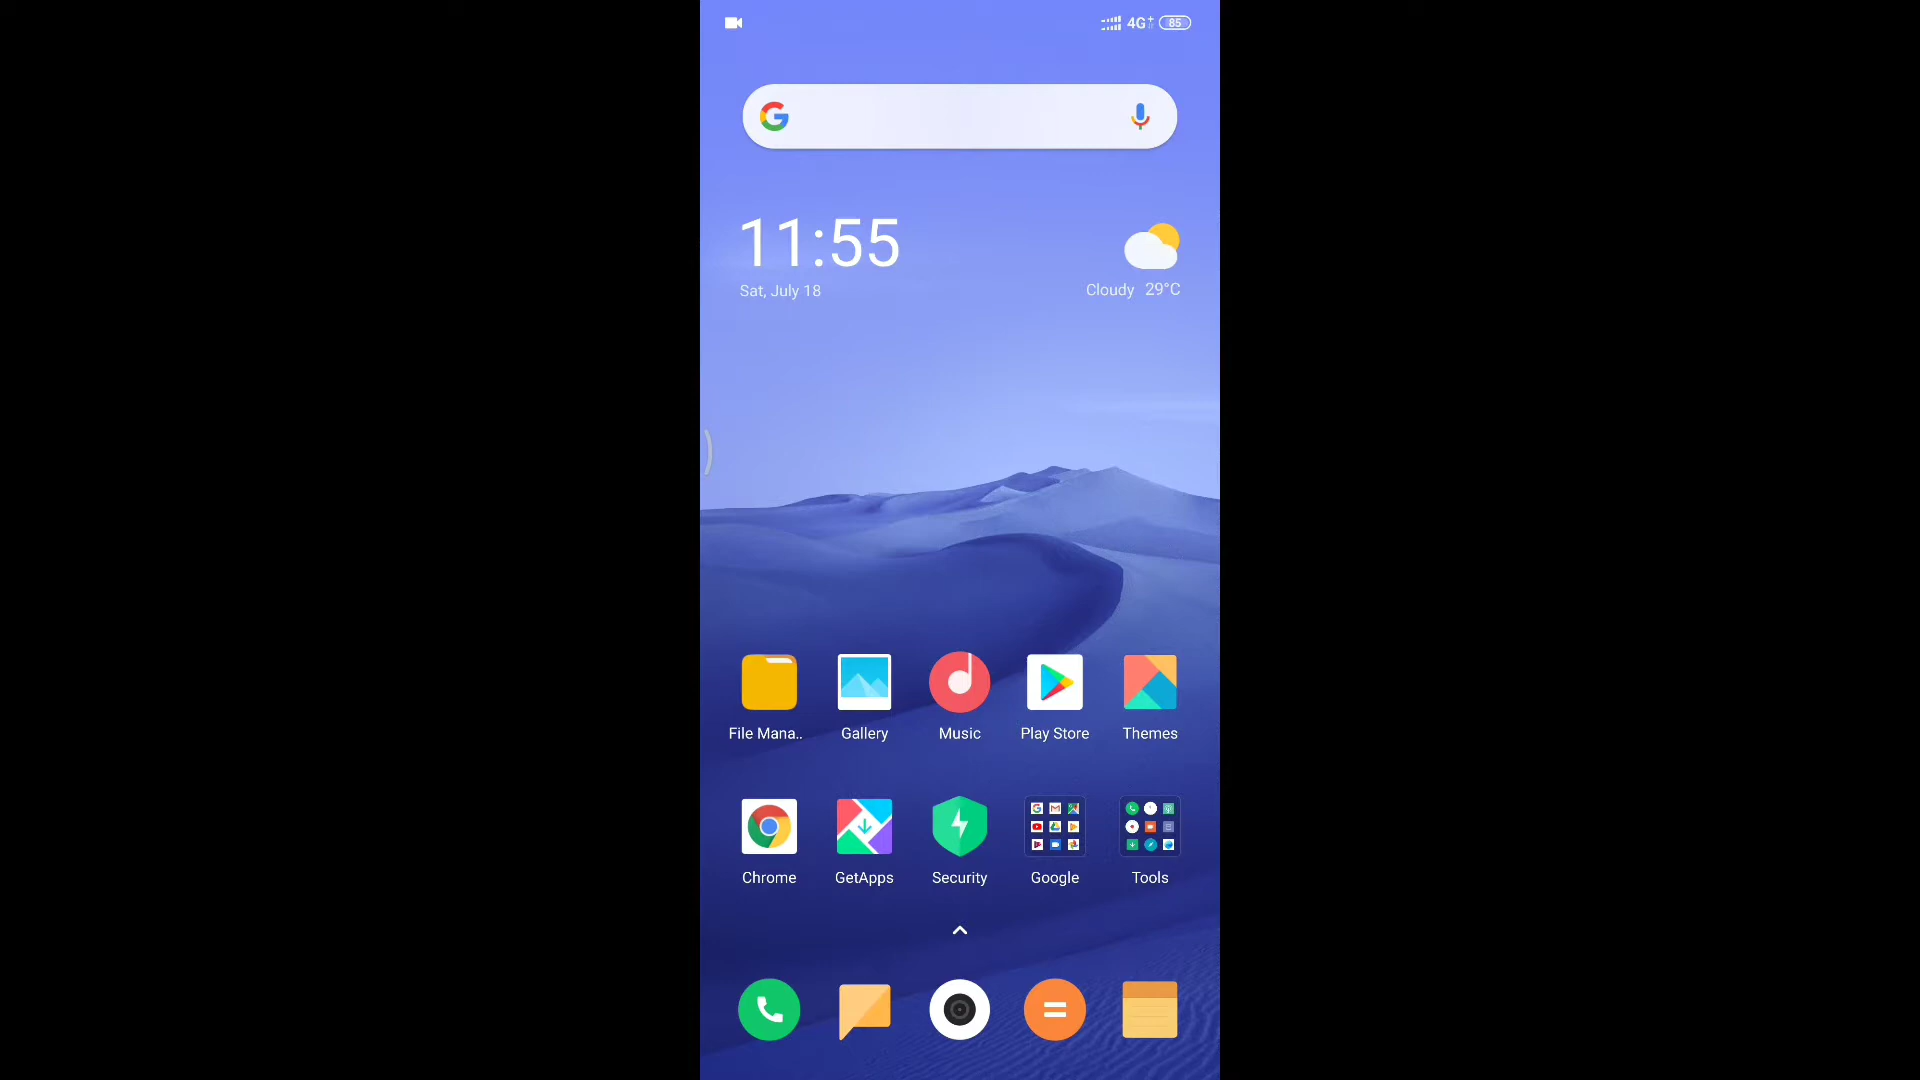 4G+ 85
11:55
Sat, July 18
Cloudy 29°C
File Mana..
Gallery
Music
Play Store
Themes
Chrome
GetApps
Security
Google
Tools